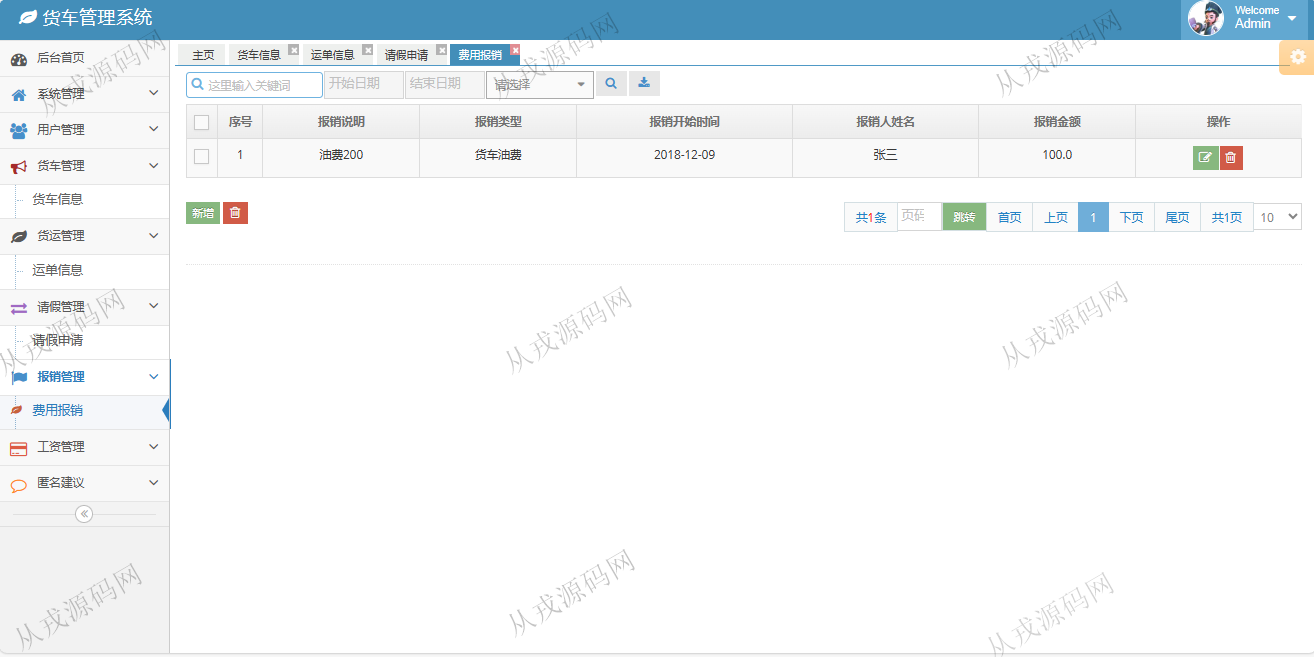 货车管理系统
Welcome
Admin
后台首页
系统管理
用户管理
货车管理
货车信息
货运管理
运单信息
请假管理
请假申请
报销管理
费用报销
工资管理
匿名建议
主页 货车信息 运单信息 请假申请 费用报销
这里输入关键词 开始日期 结束日期 请选择
序号 报销说明 报销类型 报销开始时间 报销人姓名 报销金额 操作
1 油费200 货车油费 2018-12-09 张三 100.0
新增
共1条 页码 跳转 首页 上页 1 下页 尾页 共1页 10
从戎源码网
从戎源码网
从戎源码网
从戎源码网
从戎源码网
从戎源码网
从戎源码网
从戎源码网
从戎源码网